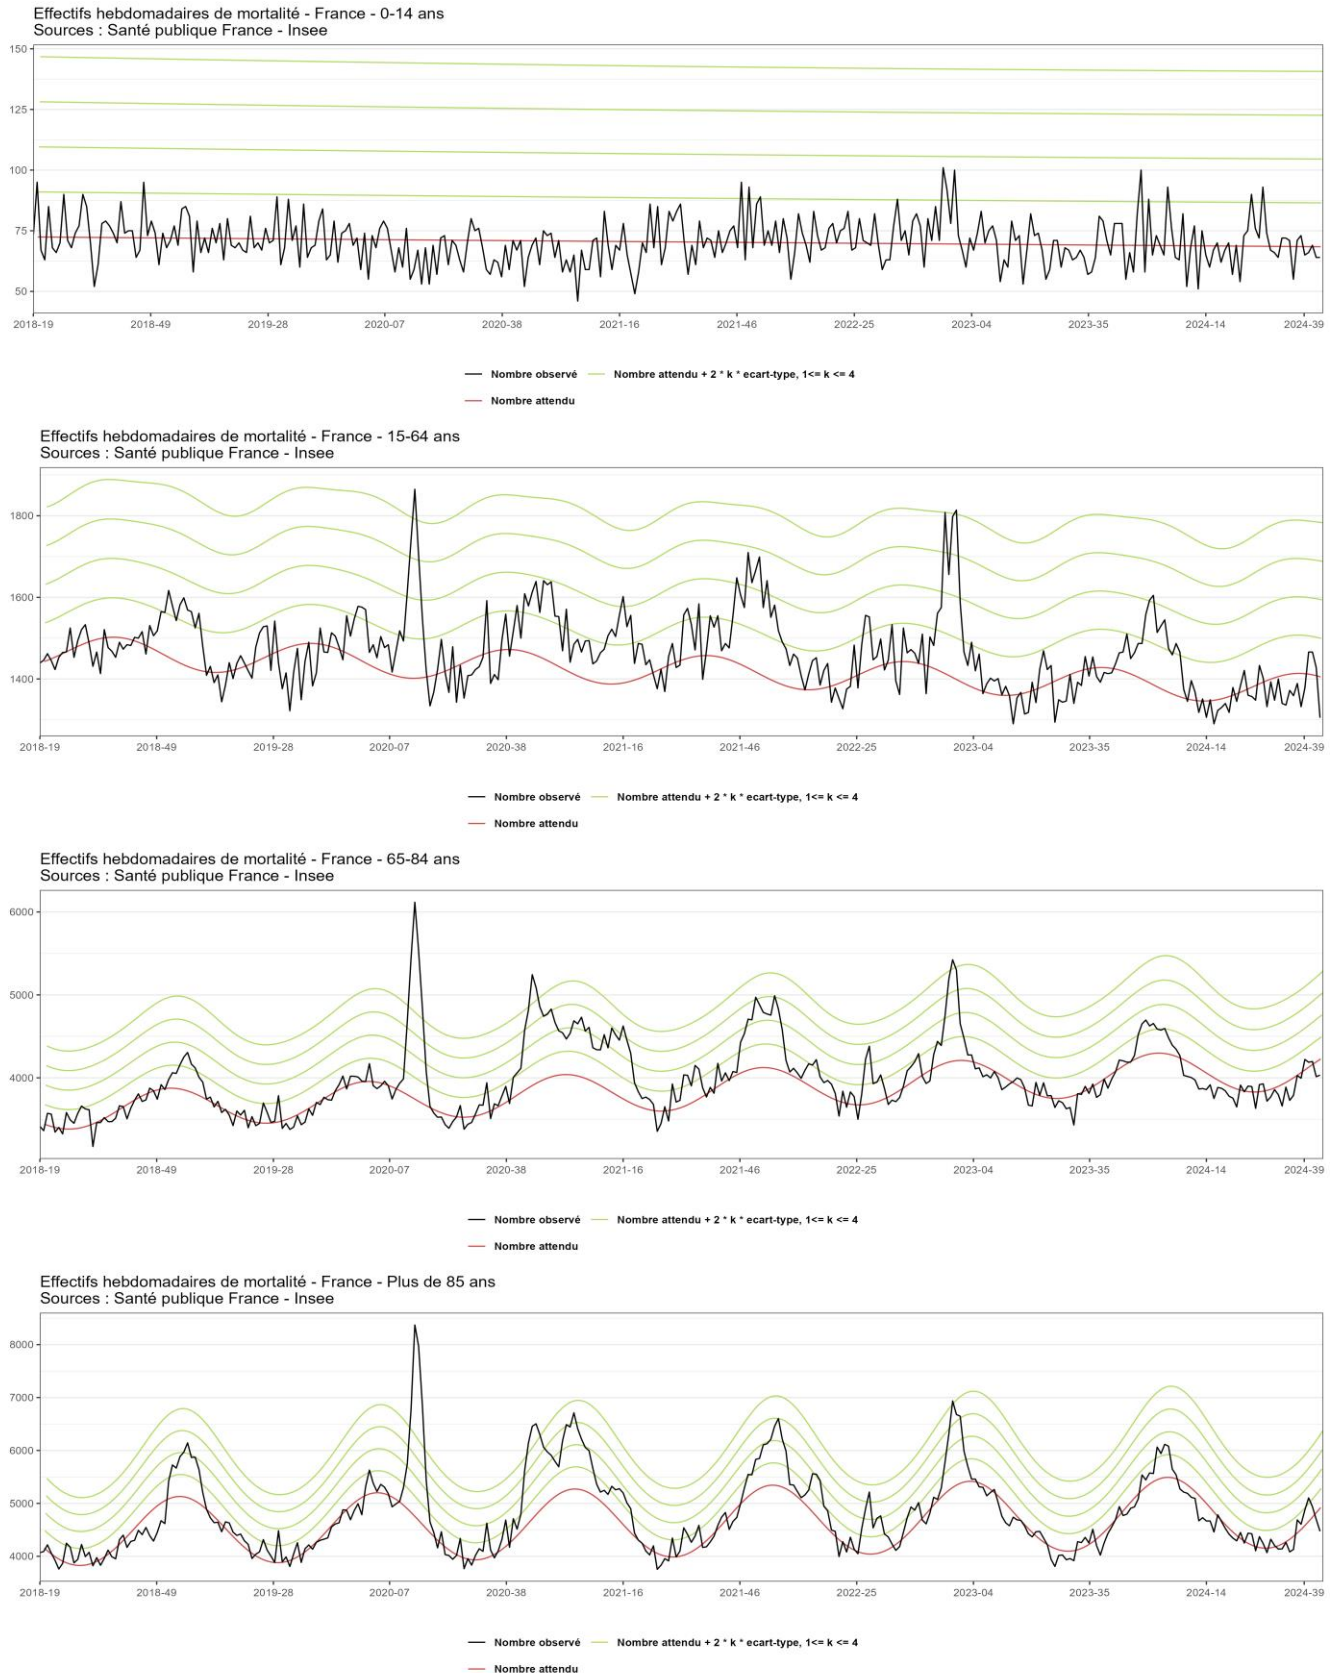 Effectifs hebdomadaires de mortalité - France - 0-14 ans
Sources : Santé publique France - Insee
150
125
100
75
50
2018-19 2018-49 2019-28 2020-07 2020-38 2021-16 2021-46 2022-25 2023-04 2023-35 2024-14 2024-39
Nombre observé Nombre attendu + 2 * k * ecart-type, 1<= k <= 4
Nombre attendu
Effectifs hebdomadaires de mortalité - France - 15-64 ans
Sources : Santé publique France - Insee
1800
1600
1400
2018-19 2018-49 2019-28 2020-07 2020-38 2021-16 2021-46 2022-25 2023-04 2023-35 2024-14 2024-39
Nombre observé Nombre attendu + 2 * k * ecart-type, 1<= k <= 4
Nombre attendu
Effectifs hebdomadaires de mortalité - France - 65-84 ans
Sources : Santé publique France - Insee
6000
5000
4000
2018-19 2018-49 2019-28 2020-07 2020-38 2021-16 2021-46 2022-25 2023-04 2023-35 2024-14 2024-39
Nombre observé Nombre attendu + 2 * k * ecart-type, 1<= k <= 4
Nombre attendu
Effectifs hebdomadaires de mortalité - France - Plus de 85 ans
Sources : Santé publique France - Insee
8000
7000
6000
5000
4000
2018-19 2018-49 2019-28 2020-07 2020-38 2021-16 2021-46 2022-25 2023-04 2023-35 2024-14 2024-39
Nombre observé Nombre attendu + 2 * k * ecart-type, 1<= k <= 4
Nombre attendu